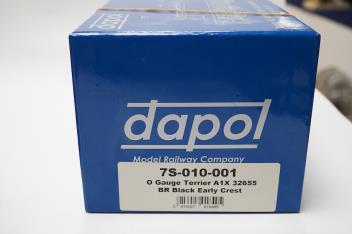 dapol
Model Railway Company
7S-010-001
O Gauge Terrier A1X 32655
BR Black Early Crest